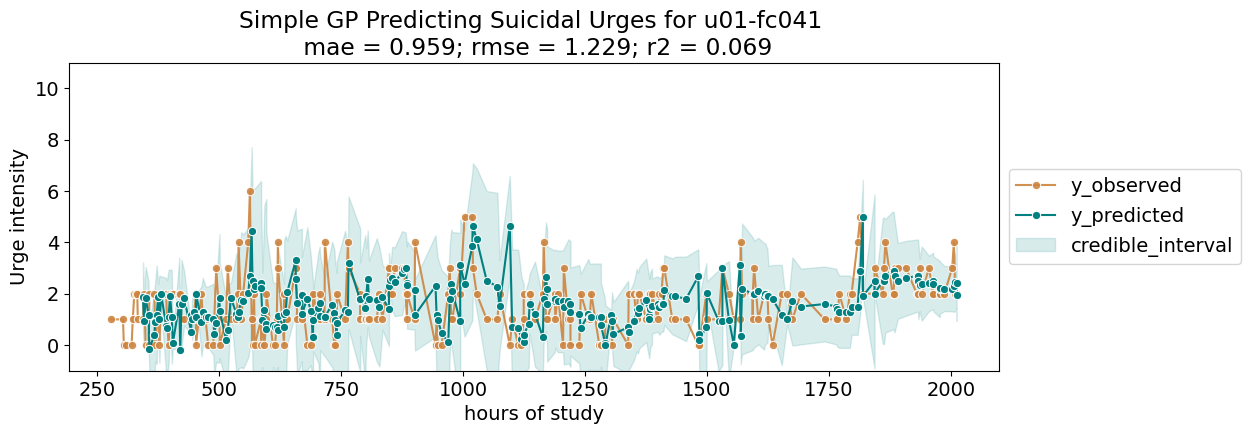 Simple GP Predicting Suicidal Urges for u01-fc041
mae = 0.959; rmse = 1.229; r2 = 0.069
Urge intensity
10
8
6
4
2
0
250
500
750
1000
1250
1500
1750
2000
hours of study
y_observed
y_predicted
credible_interval